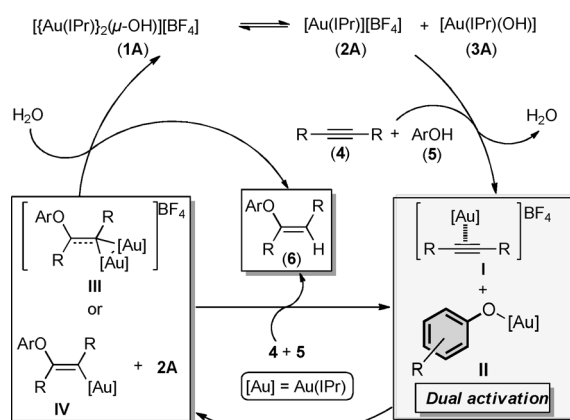 [{Au(IPr)}₂(μ-OH)][BF₄] ⇌ [Au(IPr)][BF₄] + [Au(IPr)(OH)]
(1A) (2A) (3A)
H₂O
R≡R + ArOH
(4) (5)
H₂O
ArO R BF₄
R [Au]
[Au]
III
or
ArO R
R [Au] + 2A
IV
ArO R
R H
(6)
4 + 5
[Au] = Au(IPr)
[Au] BF₄
R≡R
I
+
O [Au]
R
II
Dual activation